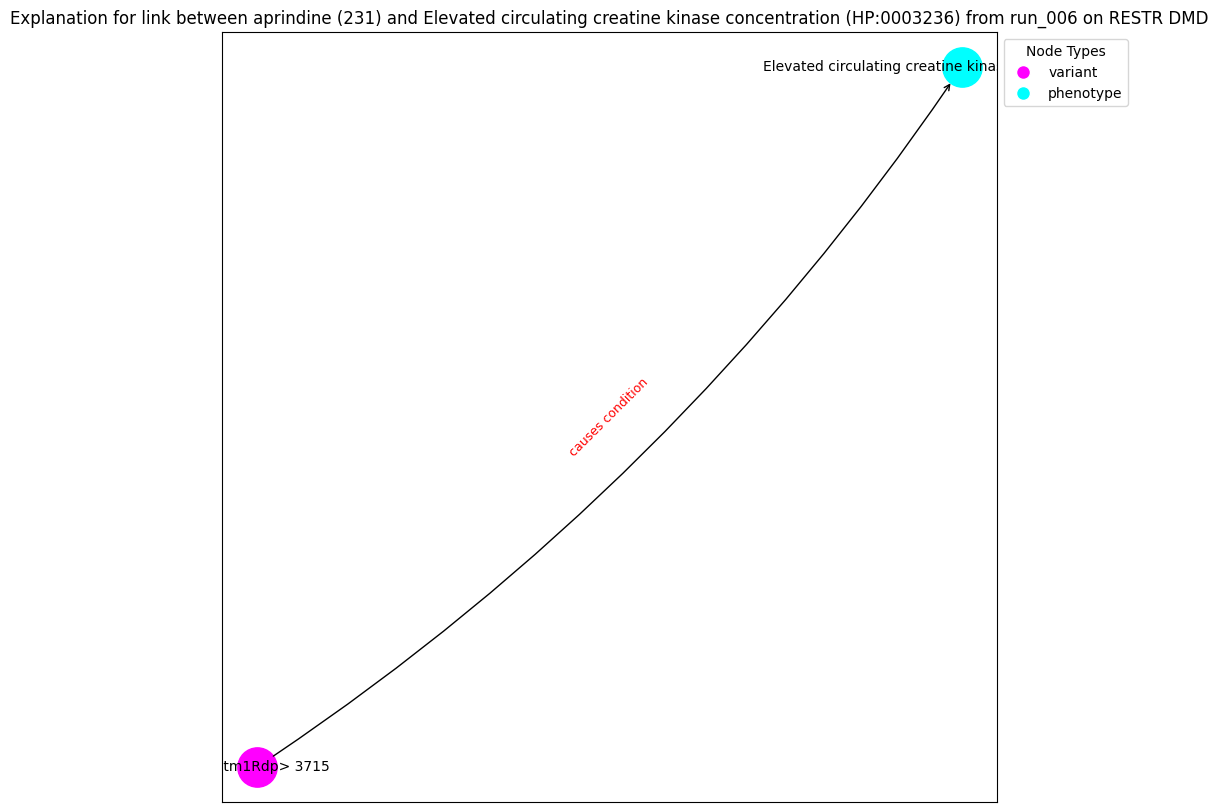 Explanation for link between aprindine (231) and Elevated circulating creatine kinase concentration (HP:0003236) from run_006 on RESTR DMD
Elevated circulating creatine kina
Node Types
variant
phenotype
causes condition
tm1Rdp> 3715